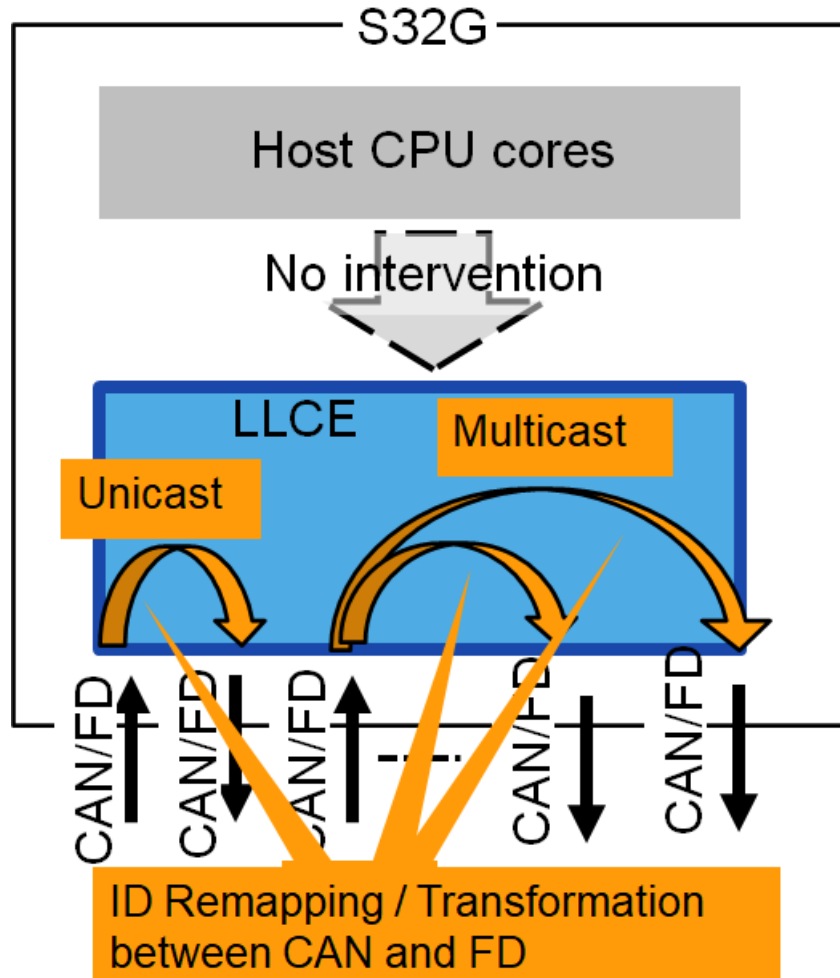 S32G
Host CPU cores
No intervention
LLCE
Multicast
Unicast
CAN/FD
CAN/FD
CAN/FD
CAN/FD
CAN/FD
ID Remapping / Transformation
between CAN and FD